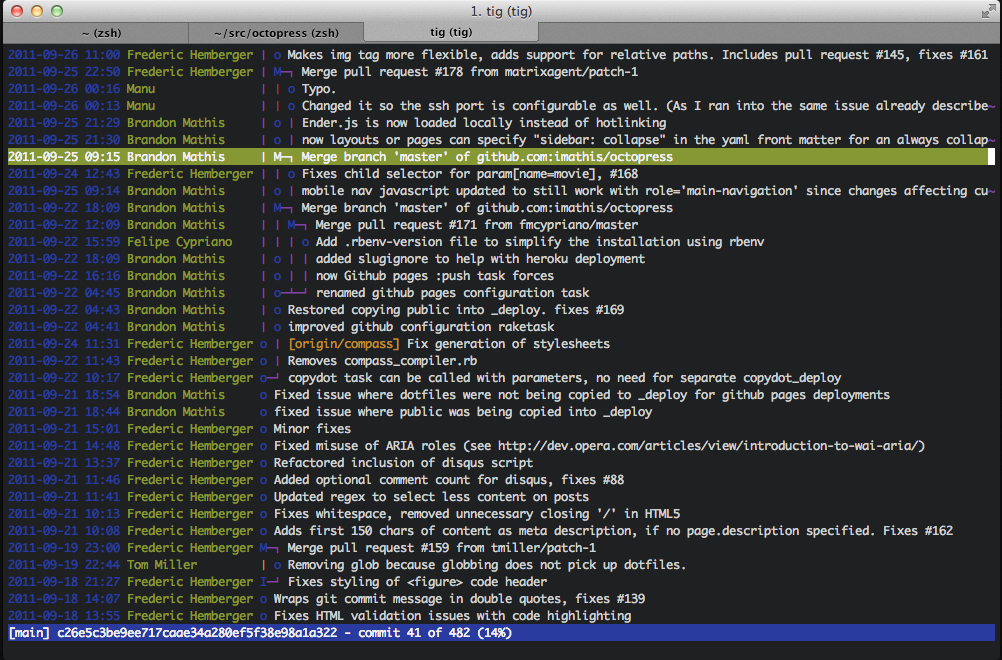 1. tig (tig)
~ (zsh) ~/src/octopress (zsh) tig (tig)
2011-09-26 11:00 Frederic Hemberger | o Makes img tag more flexible, adds support for relative paths. Includes pull request #145, fixes #161
2011-09-25 22:50 Frederic Hemberger | M─┐ Merge pull request #178 from matrixagent/patch-1
2011-09-26 00:16 Manu | | o Typo.
2011-09-26 00:13 Manu | | o Changed it so the ssh port is configurable as well. (As I ran into the same issue already describe~
2011-09-25 21:29 Brandon Mathis | o | Ender.js is now loaded locally instead of hotlinking
2011-09-25 21:30 Brandon Mathis | o | now layouts or pages can specify "sidebar: collapse" in the yaml front matter for an always collap~
2011-09-25 09:15 Brandon Mathis | M─┐ Merge branch 'master' of github.com:imathis/octopress
2011-09-24 12:43 Frederic Hemberger | | o Fixes child selector for param[name=movie], #168
2011-09-25 09:14 Brandon Mathis | o | mobile nav javascript updated to still work with role='main-navigation' since changes affecting cu~
2011-09-22 18:09 Brandon Mathis | M─┐ Merge branch 'master' of github.com:imathis/octopress
2011-09-22 12:09 Brandon Mathis | | M─┐ Merge pull request #171 from fmcypriano/master
2011-09-22 15:59 Felipe Cypriano | | | o Add .rbenv-version file to simplify the installation using rbenv
2011-09-22 18:09 Brandon Mathis | o | | added slugignore to help with heroku deployment
2011-09-22 16:16 Brandon Mathis | o | | now Github pages :push task forces
2011-09-22 04:45 Brandon Mathis | o─┴─┘ renamed github pages configuration task
2011-09-22 04:43 Brandon Mathis | o Restored copying public into _deploy. fixes #169
2011-09-22 04:41 Brandon Mathis | o improved github configuration raketask
2011-09-24 11:31 Frederic Hemberger o | [origin/compass] Fix generation of stylesheets
2011-09-22 11:43 Frederic Hemberger o | Removes compass_compiler.rb
2011-09-22 10:17 Frederic Hemberger o─┘ copydot task can be called with parameters, no need for separate copydot_deploy
2011-09-21 18:54 Brandon Mathis o Fixed issue where dotfiles were not being copied to _deploy for github pages deployments
2011-09-21 18:44 Brandon Mathis o fixed issue where public was being copied into _deploy
2011-09-21 15:01 Frederic Hemberger o Minor fixes
2011-09-21 14:48 Frederic Hemberger o Fixed misuse of ARIA roles (see http://dev.opera.com/articles/view/introduction-to-wai-aria/)
2011-09-21 13:37 Frederic Hemberger o Refactored inclusion of disqus script
2011-09-21 11:46 Frederic Hemberger o Added optional comment count for disqus, fixes #88
2011-09-21 11:41 Frederic Hemberger o Updated regex to select less content on posts
2011-09-21 10:13 Frederic Hemberger o Fixes whitespace, removed unnecessary closing '/' in HTML5
2011-09-21 10:08 Frederic Hemberger o Adds first 150 chars of content as meta description, if no page.description specified. Fixes #162
2011-09-19 23:00 Frederic Hemberger M─┐ Merge pull request #159 from tmiller/patch-1
2011-09-19 22:44 Tom Miller | o Removing glob because globbing does not pick up dotfiles.
2011-09-18 21:27 Frederic Hemberger I─┘ Fixes styling of <figure> code header
2011-09-18 14:07 Frederic Hemberger o Wraps git commit message in double quotes, fixes #139
2011-09-18 13:55 Frederic Hemberger o Fixes HTML validation issues with code highlighting
[main] c26e5c3be9ee717caae34a280ef5f38e98a1a322 - commit 41 of 482 (14%)